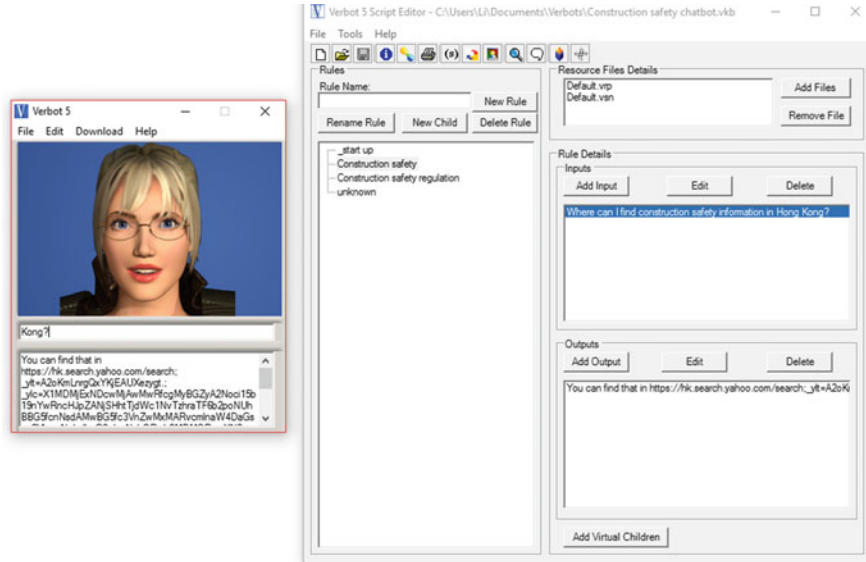 Verbot 5
File Edit Download Help
Kong?
You can find that in
https://hk.search.yahoo.com/search;
Verbot 5 Script Editor - C:\Users\Li\Documents\Verbots\Construction safety chatbot.vkb
File Tools Help
Rules
Rule Name:
New Rule
Rename Rule New Child Delete Rule
_start up
Construction safety
Construction safety regulation
unknown
Resource Files Details
Default.vrp
Default.vsn
Add Files
Remove File
Rule Details
Inputs
Add Input Edit Delete
Where can I find construction safety information in Hong Kong?
Outputs
Add Output Edit Delete
You can find that in https://hk.search.yahoo.com/search;_ylt=A2oKi
Add Virtual Children